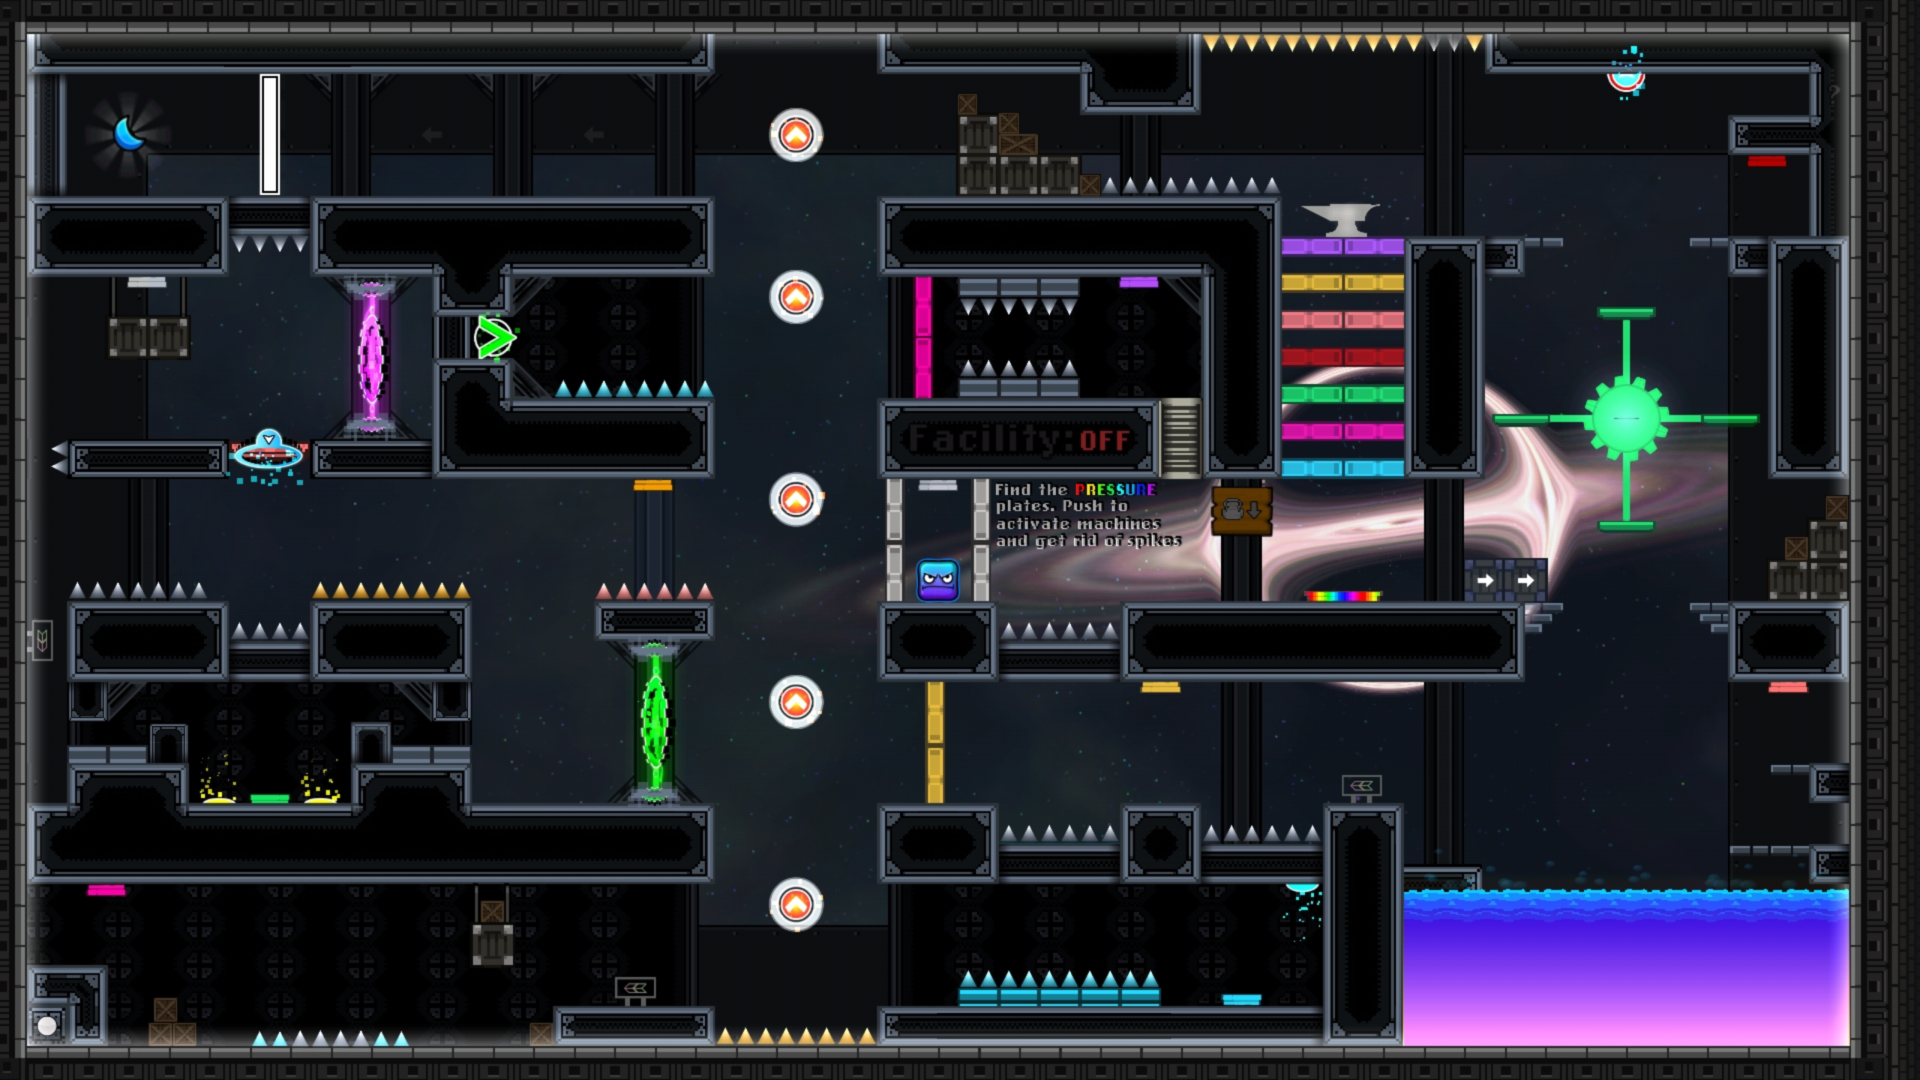 Facility:OFF
Find the PRESSURE
plates. Push to
activate machines
and get rid of spikes